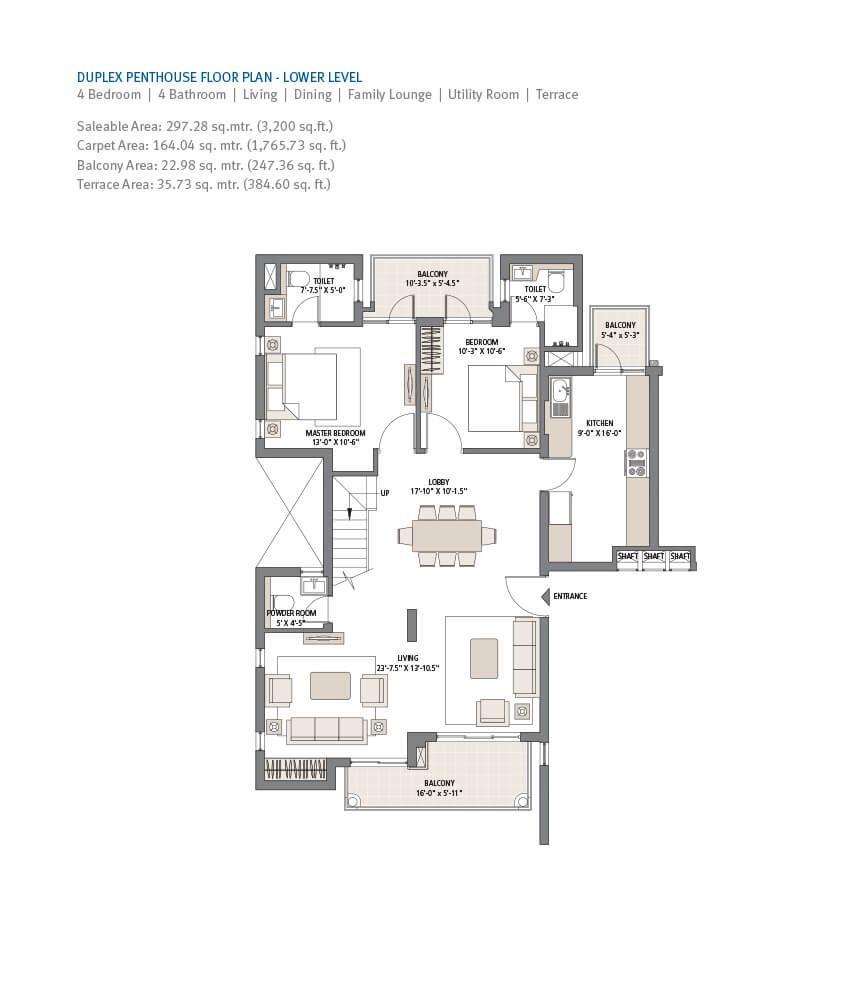 DUPLEX PENTHOUSE FLOOR PLAN - LOWER LEVEL
4 Bedroom | 4 Bathroom | Living | Dining | Family Lounge | Utility Room | Terrace
Saleable Area: 297.28 sq.mtr. (3,200 sq.ft.)
Carpet Area: 164.04 sq. mtr. (1,765.73 sq. ft.)
Balcony Area: 22.98 sq. mtr. (247.36 sq. ft.)
Terrace Area: 35.73 sq. mtr. (384.60 sq. ft.)
TOILET
7'-7.5" X 5'-0"
BALCONY
10'-3.5" x 5'-4.5"
TOILET
5'-6" X 7'-3"
BALCONY
5'-4" x 5'-3"
BEDROOM
10'-3" X 10'-6"
MASTER BEDROOM
13'-0" X 10'-6"
KITCHEN
9'-0" X 16'-0"
LOBBY
17'-10" X 10'-1.5"
UP
SHAFT
SHAFT
SHAFT
ENTRANCE
POWDER ROOM
5' X 4'-5"
LIVING
23'-7.5" X 13'-10.5"
BALCONY
16'-0" x 5'-11"